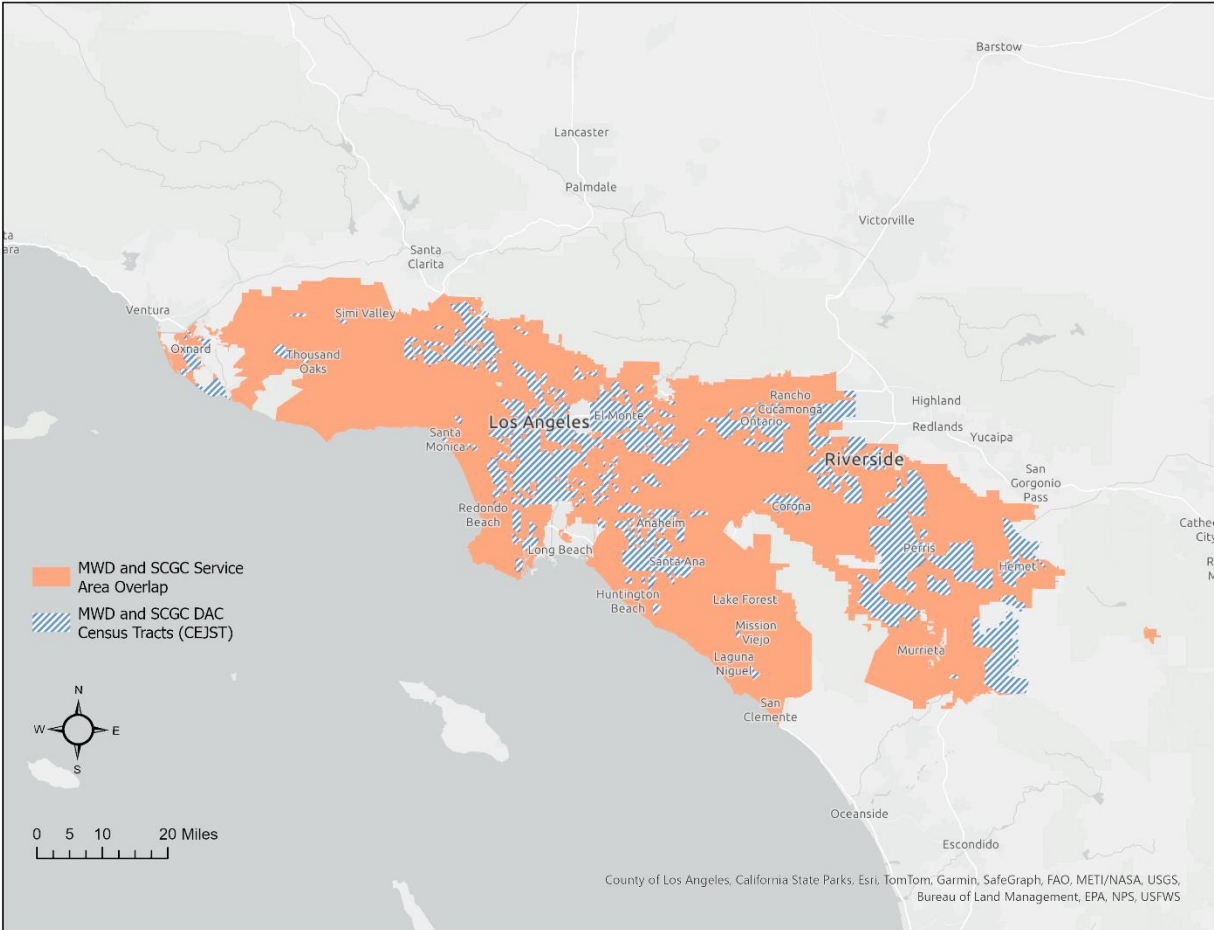 Barstow
Lancaster
Palmdale
Victorville
Santa
Clarita
Ventura
Simi Valley
Oxnard
Thousand
Oaks
Rancho
Cucamonga
Highland
Los Angeles
El Monte
Ontario
Redlands
Santa
Monica
Yucaipa
Riverside
San
Gorgonio
Pass
Redondo
Beach
Corona
Anaheim
Long Beach
Perris
Santa Ana
Hemet
MWD and SCGC Service
Area Overlap
MWD and SCGC DAC
Census Tracts (CEJST)
Huntington
Beach
Lake Forest
Mission
Viejo
Laguna
Niguel
Murrieta
San
Clemente
N
W
E
S
Oceanside
0 5 10 20 Miles
Escondido
County of Los Angeles, California State Parks, Esri, TomTom, Garmin, SafeGraph, FAO, METI/NASA, USGS,
Bureau of Land Management, EPA, NPS, USFWS